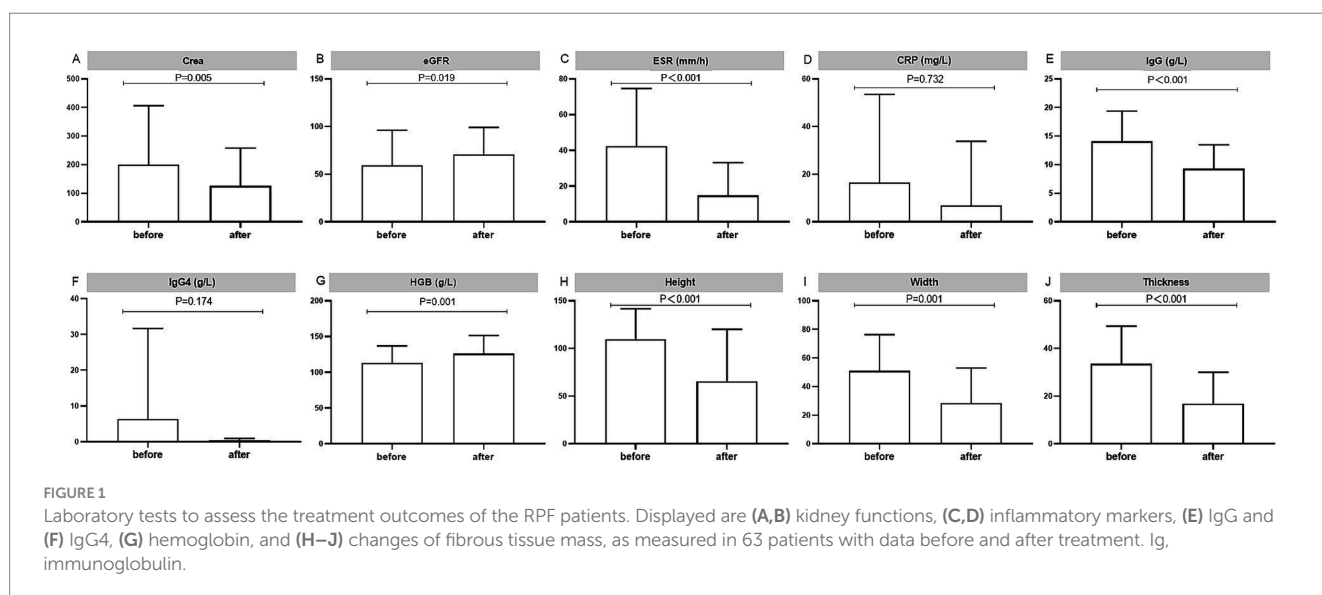 A
Crea
P=0.005
500
400
300
200
100
0
before
after
B
eGFR
P=0.019
150
100
50
0
before
after
C
ESR (mm/h)
P<0.001
80
60
40
20
0
before
after
D
CRP (mg/L)
P=0.732
60
40
20
0
before
after
E
IgG (g/L)
P<0.001
25
20
15
10
5
0
before
after
F
IgG4 (g/L)
P=0.174
40
30
20
10
0
before
after
G
HGB (g/L)
P=0.001
200
150
100
50
0
before
after
H
Height
P<0.001
150
100
50
0
before
after
I
Width
P=0.001
100
80
60
40
20
0
before
after
J
Thickness
P<0.001
60
40
20
0
before
after
FIGURE 1
Laboratory tests to assess the treatment outcomes of the RPF patients. Displayed are (A,B) kidney functions, (C,D) inflammatory markers, (E) IgG and
(F) IgG4, (G) hemoglobin, and (H–J) changes of fibrous tissue mass, as measured in 63 patients with data before and after treatment. Ig,
immunoglobulin.